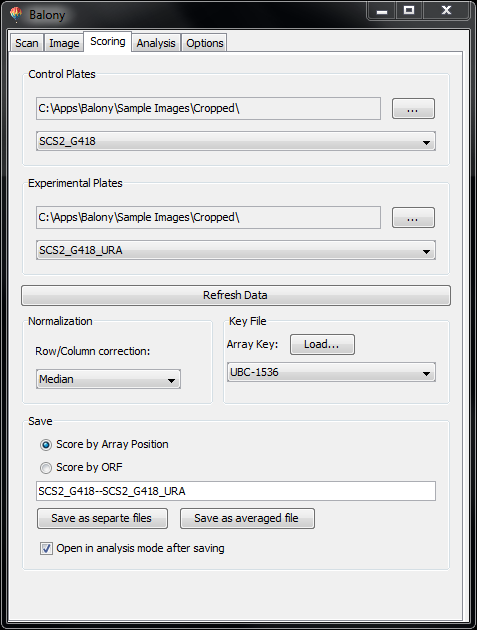 Balony
Scan Image Scoring Analysis Options
Control Plates
C:\Apps\Balony\Sample Images\Cropped\ ...
SCS2_G418
Experimental Plates
C:\Apps\Balony\Sample Images\Cropped\ ...
SCS2_G418_URA
Refresh Data
Normalization
Row/Column correction:
Median
Key File
Array Key: Load...
UBC-1536
Save
Score by Array Position
Score by ORF
SCS2_G418--SCS2_G418_URA
Save as separte files Save as averaged file
Open in analysis mode after saving